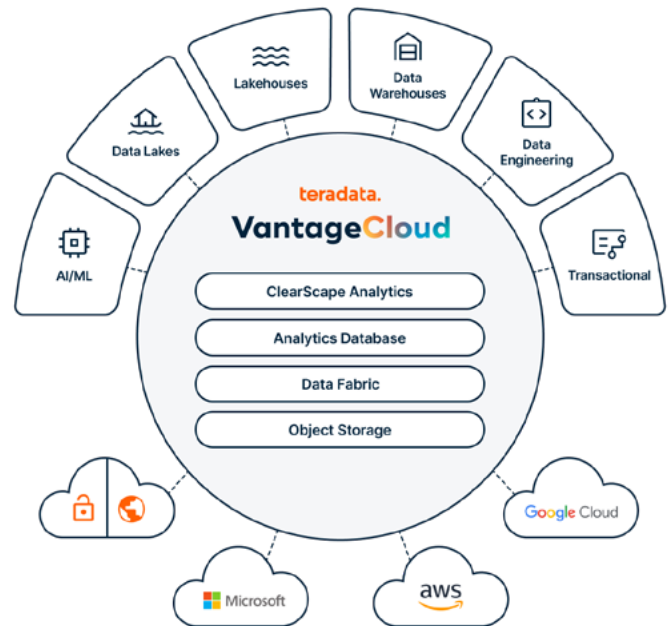 Lakehouses
Data
Warehouses
Data Lakes
Data
Engineering
AI/ML
Transactional
teradata.
VantageCloud
ClearScape Analytics
Analytics Database
Data Fabric
Object Storage
Google Cloud
Microsoft
aws